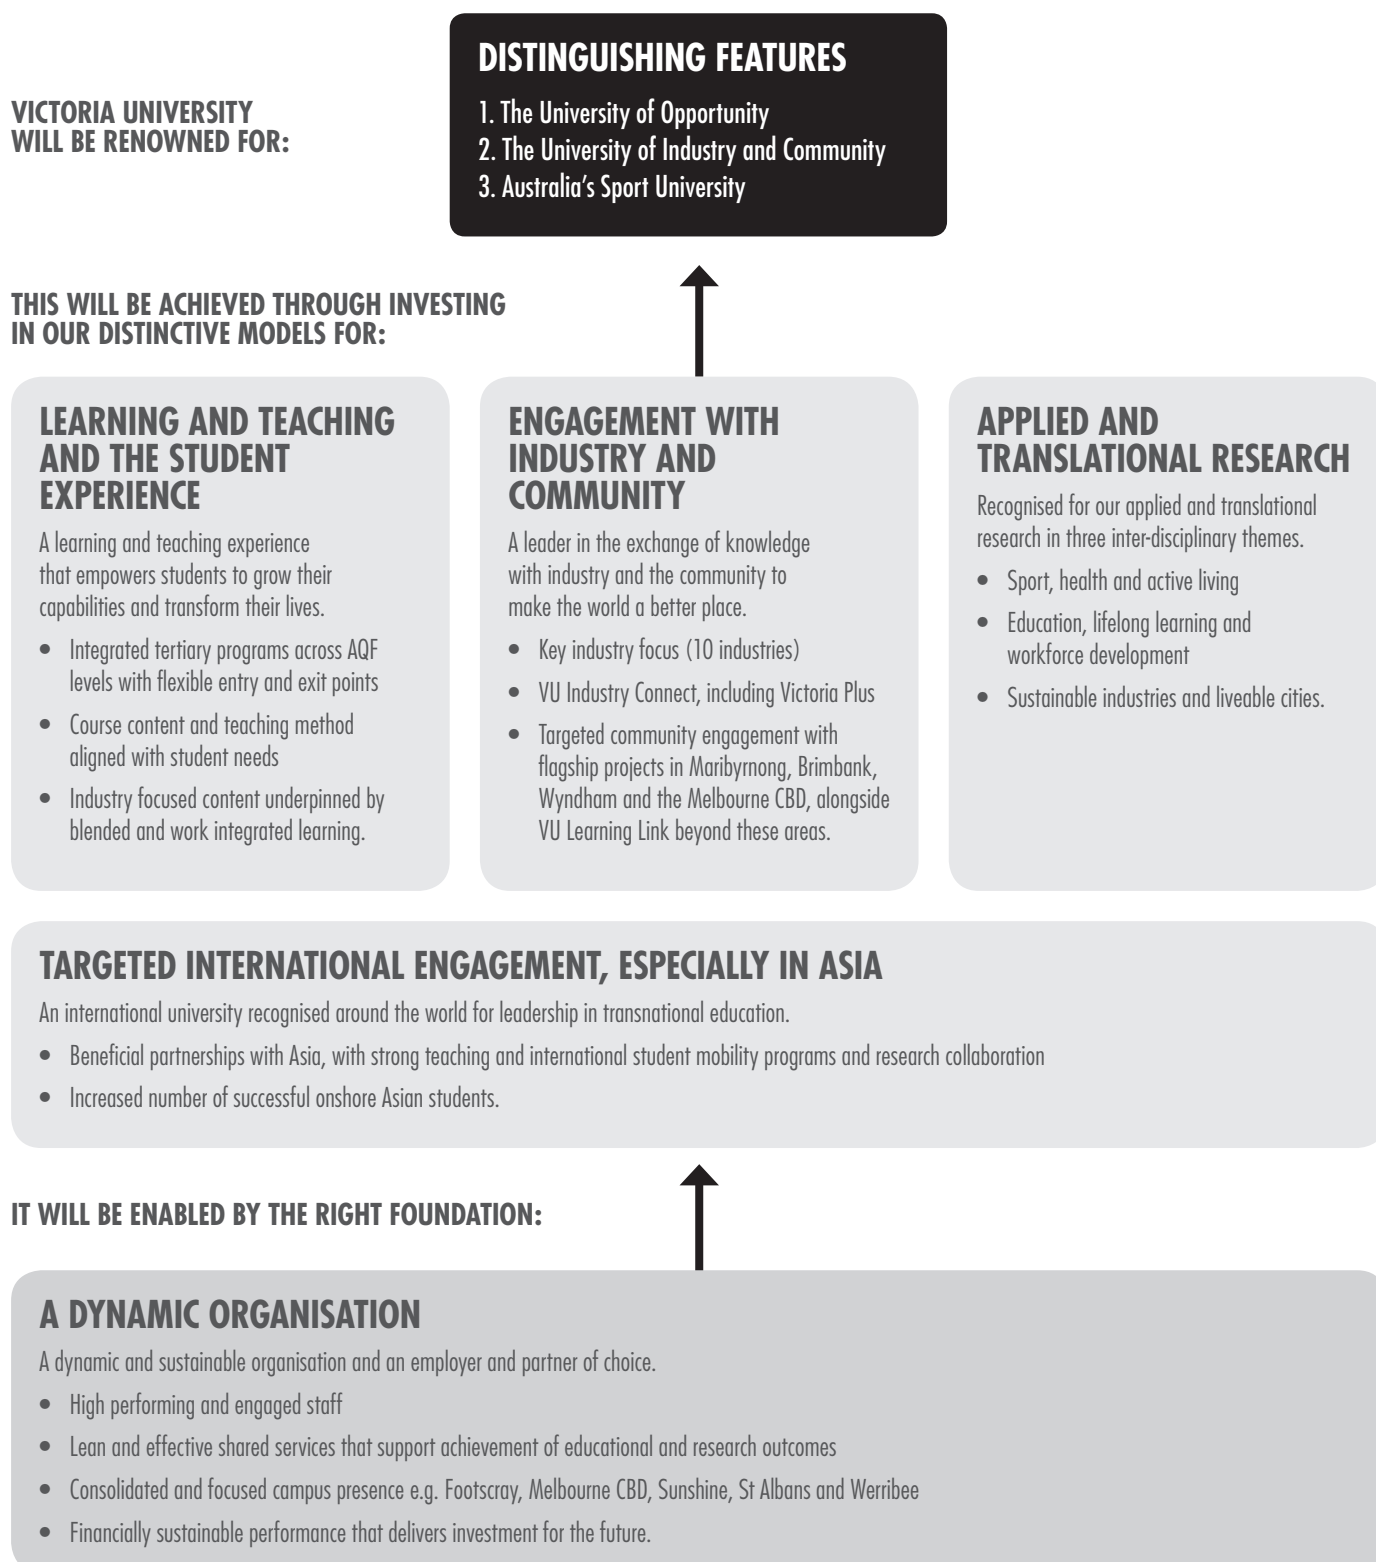 DISTINGUISHING FEATURES
1. The University of Opportunity
2. The University of Industry and Community
3. Australia's Sport University
VICTORIA UNIVERSITY
WILL BE RENOWNED FOR:
THIS WILL BE ACHIEVED THROUGH INVESTING
IN OUR DISTINCTIVE MODELS FOR:
LEARNING AND TEACHING
AND THE STUDENT
EXPERIENCE
A learning and teaching experience
that empowers students to grow their
capabilities and transform their lives.
• Integrated tertiary programs across AQF
levels with flexible entry and exit points
• Course content and teaching method
aligned with student needs
• Industry focused content underpinned by
blended and work integrated learning.
ENGAGEMENT WITH
INDUSTRY AND
COMMUNITY
A leader in the exchange of knowledge
with industry and the community to
make the world a better place.
• Key industry focus (10 industries)
• VU Industry Connect, including Victoria Plus
• Targeted community engagement with
flagship projects in Maribyrnong, Brimbank,
Wyndham and the Melbourne CBD, alongside
VU Learning Link beyond these areas.
APPLIED AND
TRANSLATIONAL RESEARCH
Recognised for our applied and translational
research in three inter-disciplinary themes.
• Sport, health and active living
• Education, lifelong learning and
workforce development
• Sustainable industries and liveable cities.
TARGETED INTERNATIONAL ENGAGEMENT, ESPECIALLY IN ASIA
An international university recognised around the world for leadership in transnational education.
• Beneficial partnerships with Asia, with strong teaching and international student mobility programs and research collaboration
• Increased number of successful onshore Asian students.
IT WILL BE ENABLED BY THE RIGHT FOUNDATION:
A DYNAMIC ORGANISATION
A dynamic and sustainable organisation and an employer and partner of choice.
• High performing and engaged staff
• Lean and effective shared services that support achievement of educational and research outcomes
• Consolidated and focused campus presence e.g. Footscray, Melbourne CBD, Sunshine, St Albans and Werribee
• Financially sustainable performance that delivers investment for the future.